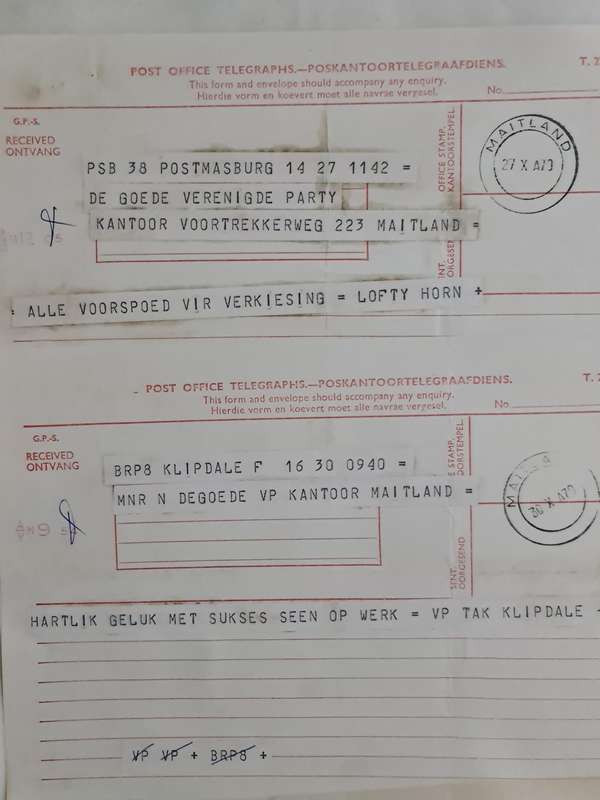 POST OFFICE TELEGRAPHS.—POSKANTOORTELEGRAAFDIENS. T.
This form and envelope should accompany any enquiry.
Hierdie vorm en koevert moet alle navrae vergesel.
No.
G.P.-S.
RECEIVED
ONTVANG
OFFICE STAMP.
KANTOORSTEMPEL.
MAITLAND
27 X A70
PSB 38 POSTMASBURG 14 27 1142 =
DE GOEDE VERENIGDE PARTY
KANTOOR VOORTREKKERWEG 223 MAITLAND =
: ALLE VOORSPOED VIR VERKIESING = LOFTY HORN +
POST OFFICE TELEGRAPHS.—POSKANTOORTELEGRAAFDIENS. T.
This form and envelope should accompany any enquiry.
Hierdie vorm en koevert moet alle navrae vergesel.
No.
G.P.-S.
RECEIVED
ONTVANG
30 X A70
BRP8 KLIPDALE F 16 30 0940 =
MNR N DEGOEDE VP KANTOOR MAITLAND =
SENT.
OORGESEND
HARTLIK GELUK MET SUKSES SEEN OP WERK = VP TAK KLIPDALE
VP VP + BRP8 +